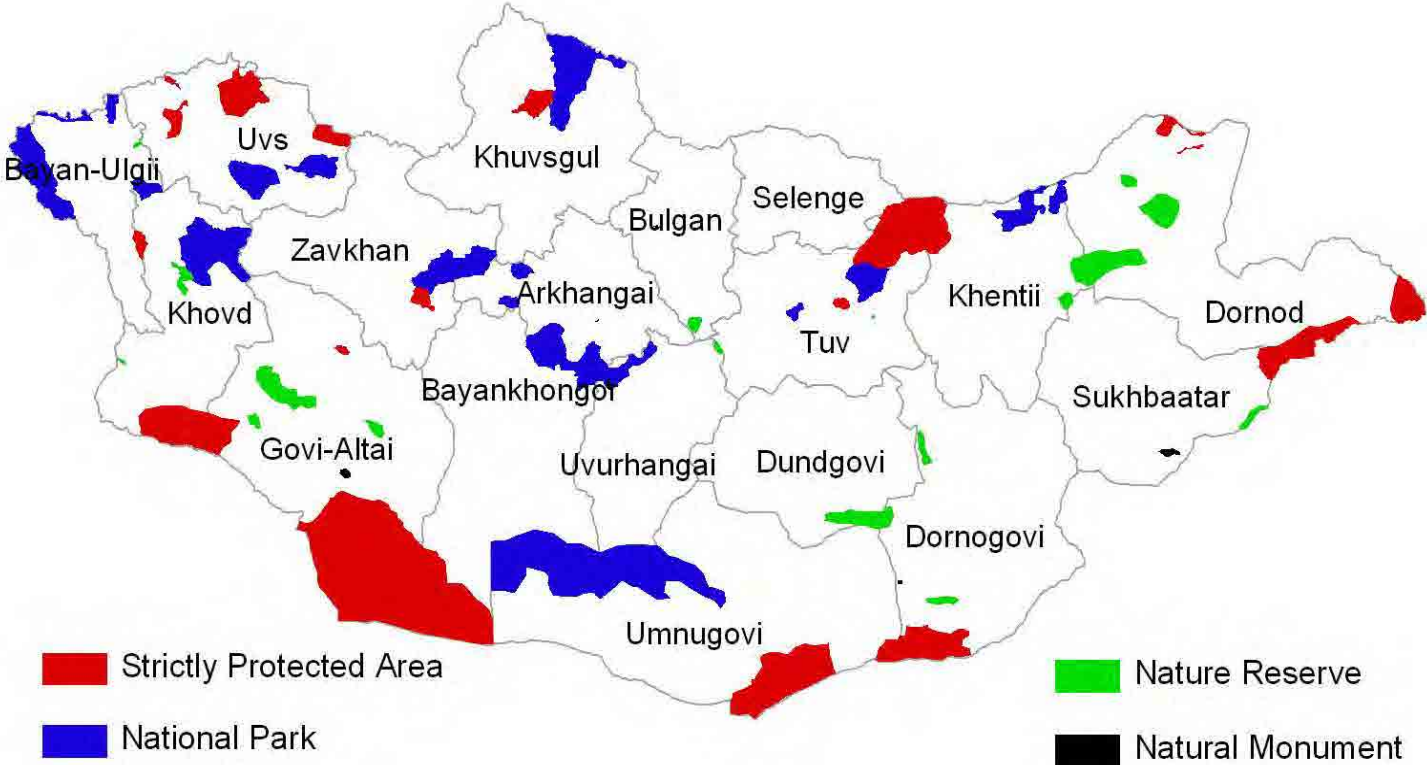 Uvs
Khuvsgul
Bayan-Ulgii
Selenge
Bulgan
Zavkhan
Arkhangai
Khentii
Khovd
Dornod
Tuv
Bayankhongor
Sukhbaatar
Govi-Altai
Uvurhangai
Dundgovi
Dornogovi
Umnugovi
Strictly Protected Area
National Park
Nature Reserve
Natural Monument